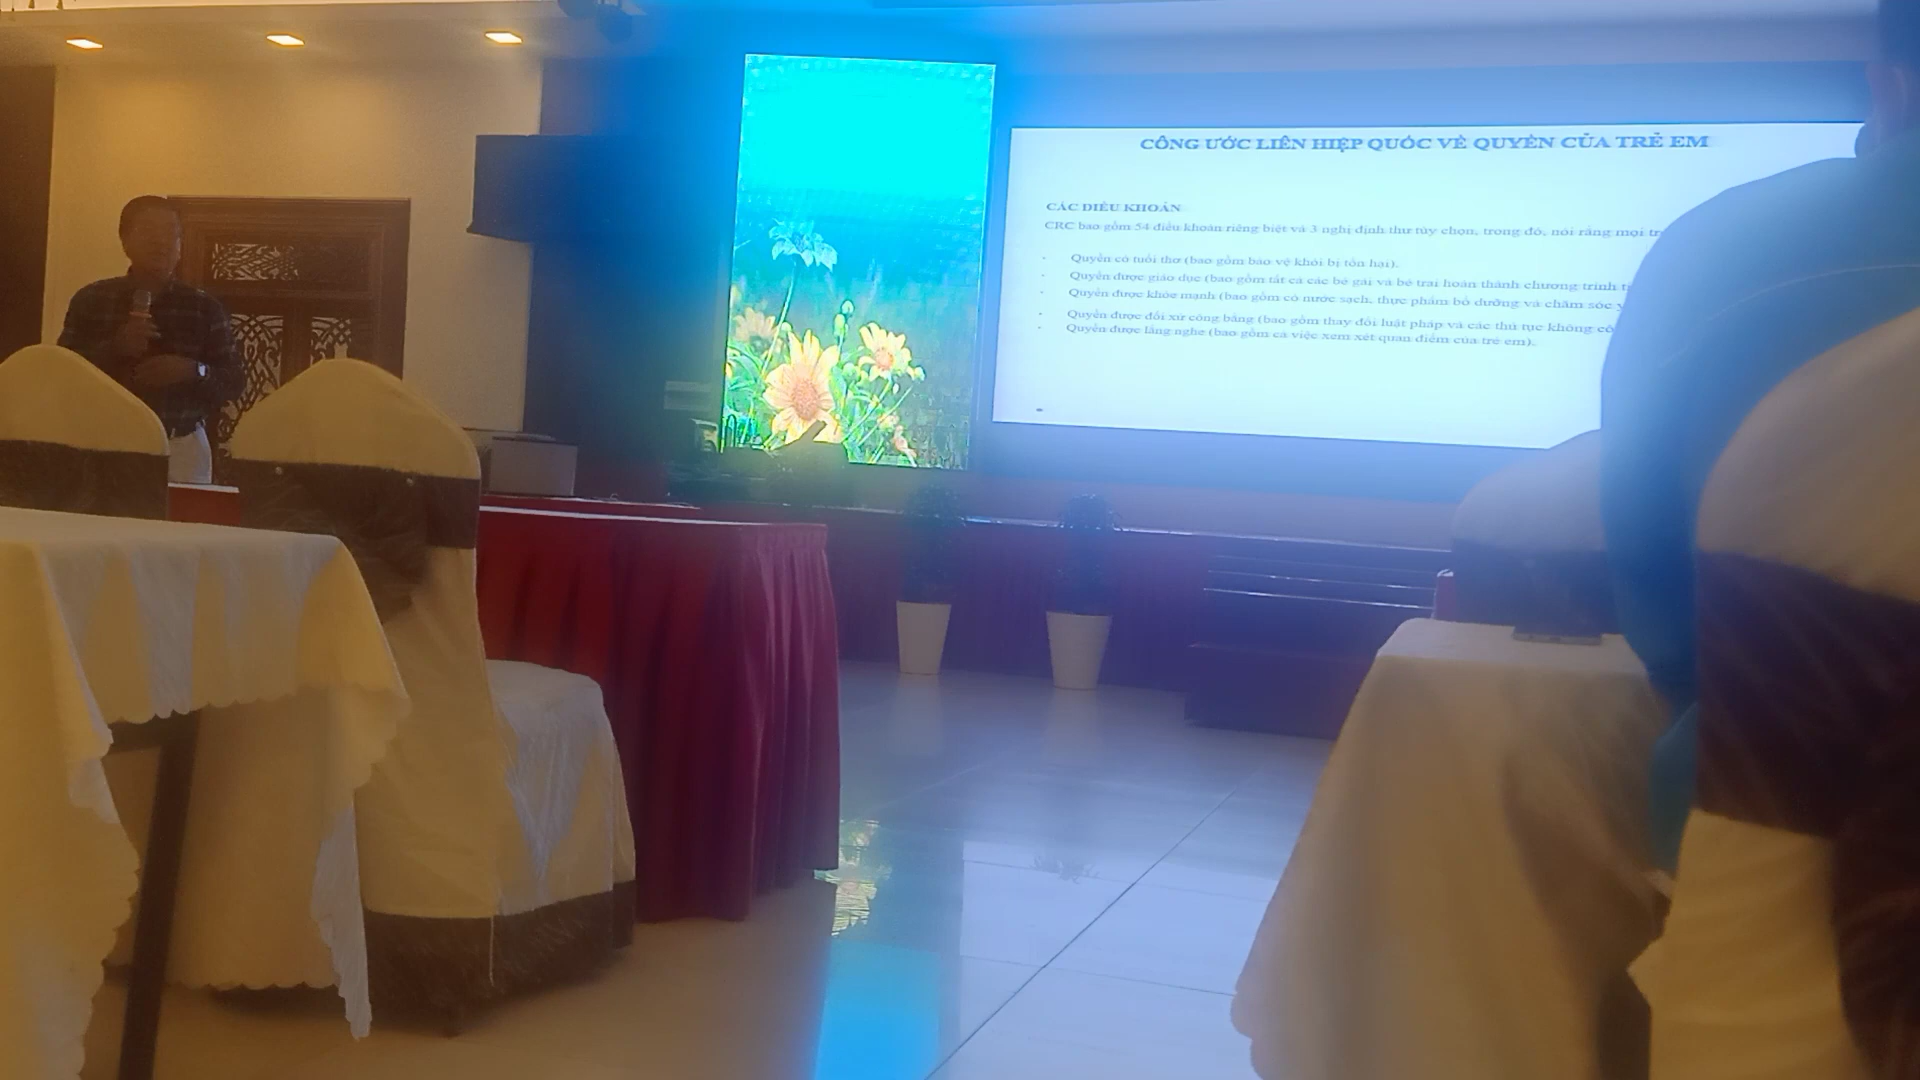 CÔNG ƯỚC LIÊN HIỆP QUỐC VỀ QUYỀN CỦA TRẺ EM
CÁC ĐIỀU KHOẢN
CRC bao gồm 54 điều khoản riêng biệt và 3 nghị định thư tùy chọn, trong đó, nói rằng mọi
Quyền có tuổi thơ (bao gồm bảo vệ khỏi bị tổn hại).
Quyền được giáo dục (bao gồm tất cả các bé gái và bé trai hoàn thành chương trình
Quyền được khỏe mạnh (bao gồm có nước sạch, thực phẩm bổ dưỡng và chăm sóc
Quyền được đối xử công bằng (bao gồm thay đổi luật pháp và các thủ tục không
Quyền được lắng nghe (bao gồm cả việc xem xét quan điểm của trẻ em).